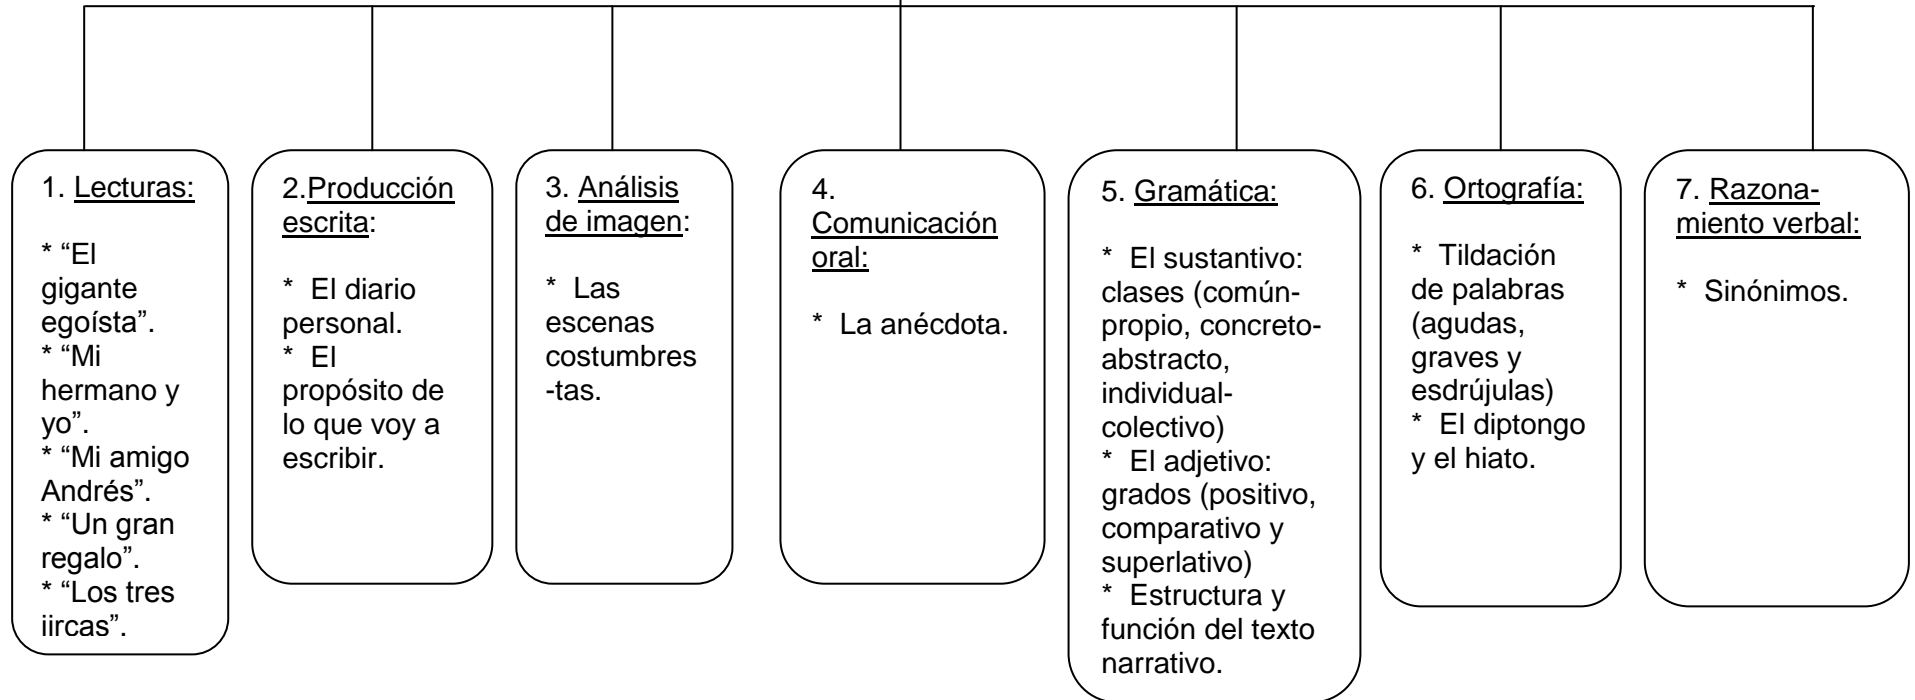 1. Lecturas:
* “El
gigante
egoísta”.
* “Mi
hermano y
yo”.
* “Mi amigo
Andrés”.
* “Un gran
regalo”.
* “Los tres
jircas”.
2.Producción
escrita:
* El diario
personal.
* El
propósito de
lo que voy a
escribir.
3. Análisis
de imagen:
* Las
escenas
costumbres
-tas.
4.
Comunicación
oral:
* La anécdota.
5. Gramática:
* El sustantivo:
clases (común-
propio, concreto-
abstracto,
individual-
colectivo)
* El adjetivo:
grados (positivo,
comparativo y
superlativo)
* Estructura y
función del texto
narrativo.
6. Ortografía:
* Tildación
de palabras
(agudas,
graves y
esdrújulas)
* El diptongo
y el hiato.
7. Razona-
miento verbal:
* Sinónimos.